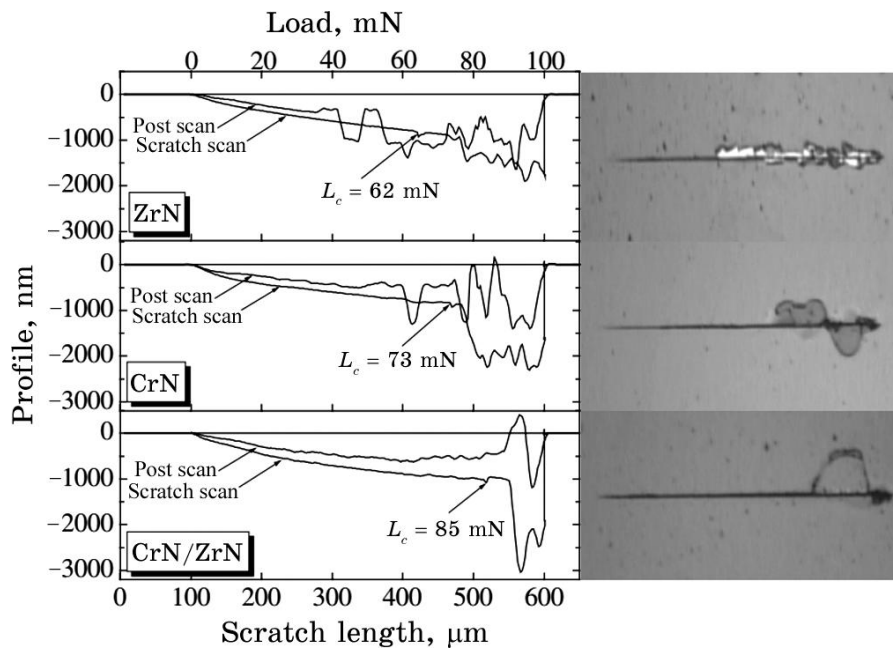 Load, mN
0 20 40 60 80 100
0
Post scan
Scratch scan
−1000
−2000
L_c = 62 mN
ZrN
−3000
0
Post scan
Scratch scan
−1000
L_c = 73 mN
−2000
CrN
−3000
0
Post scan
−1000
Scratch scan
L_c = 85 mN
−2000
CrN/ZrN
−3000
0 100 200 300 400 500 600
Scratch length, μm
Profile, nm